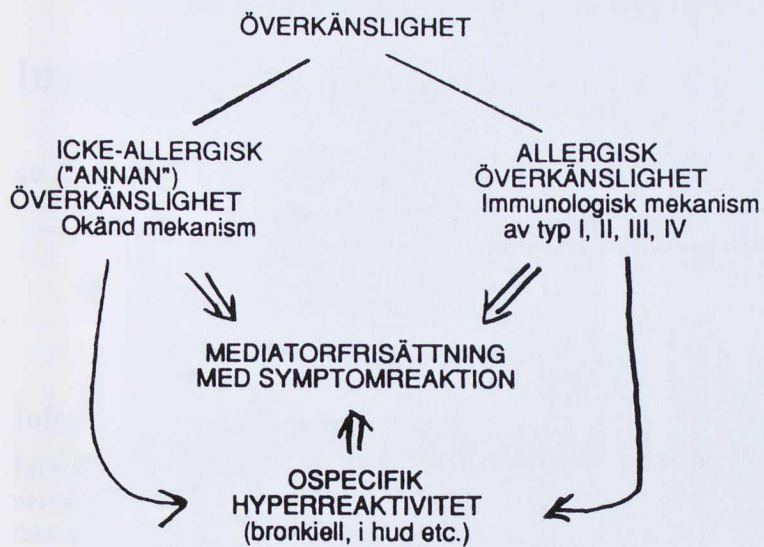 ÖVERKÄNSLIGHET
ICKE-ALLERGISK
("ANNAN")
ÖVERKÄNSLIGHET
Okänd mekanism
ALLERGISK
ÖVERKÄNSLIGHET
Immunologisk mekanism
av typ I, II, III, IV
MEDIATORFRISÄTTNING
MED SYMPTOMREAKTION
OSPECIFIK
HYPERREAKTIVITET
(bronkiell, i hud etc.)